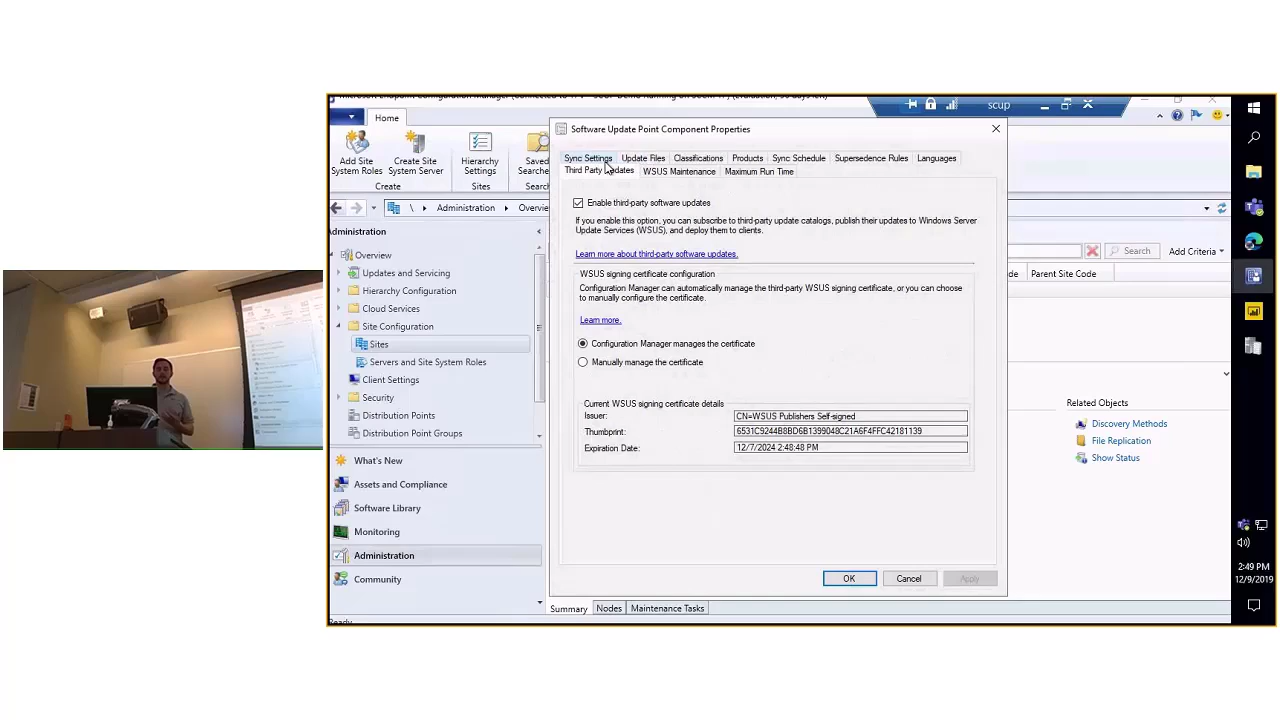 scup
Home
Add Site
System Roles
Create Site
System Server
Hierarchy
Settings
Saved
Searches
Create
Sites
Search
\ Administration Overview
Search
Add Criteria
Administration
Overview
Updates and Servicing
Hierarchy Configuration
Cloud Services
Site Configuration
Sites
Servers and Site System Roles
Client Settings
Security
Distribution Points
Distribution Point Groups
What's New
Assets and Compliance
Software Library
Monitoring
Administration
Community
Ready
Software Update Point Component Properties
Sync Settings Update Files Classifications Products Sync Schedule Supersedence Rules Languages
Third Party Updates WSUS Maintenance Maximum Run Time
Enable third-party software updates
If you enable this option, you can subscribe to third-party update catalogs, publish their updates to Windows Server
Update Services (WSUS), and deploy them to clients.
Learn more about third-party software updates.
WSUS signing certificate configuration
Configuration Manager can automatically manage the third-party WSUS signing certificate, or you can choose
to manually configure the certificate.
Learn more.
Configuration Manager manages the certificate
Manually manage the certificate
Current WSUS signing certificate details
Issuer: CN=WSUS Publishers Self-signed
Thumbprint: 6531C9244B8BD6B1399048C21A6F4FFC42181139
Expiration Date: 12/7/2024 2:48:48 PM
OK Cancel Apply
Summary Nodes Maintenance Tasks
de Parent Site Code
Related Objects
Discovery Methods
File Replication
Show Status
2:49 PM
12/9/2019